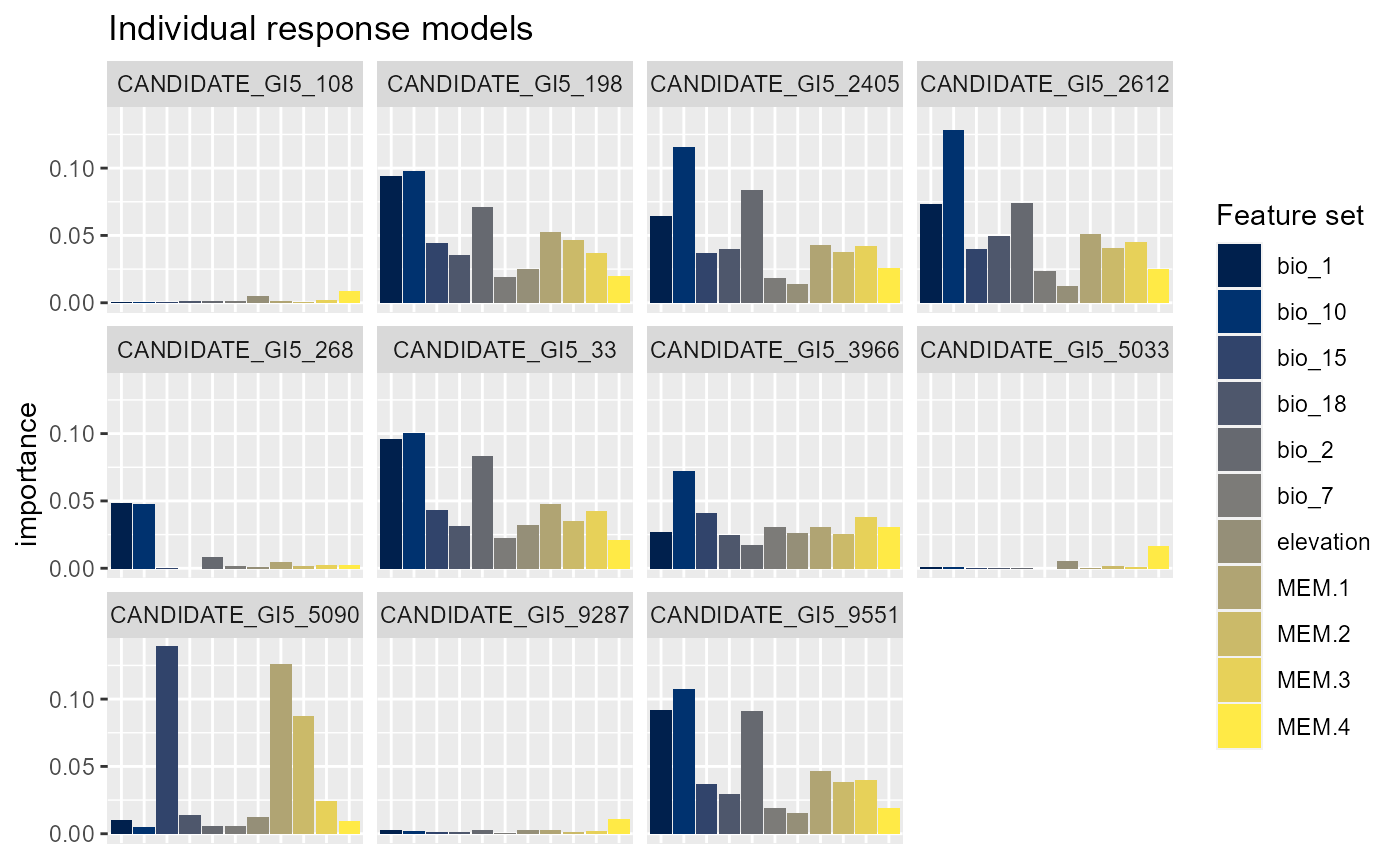 Individual response models
CANDIDATE_GI5_108
CANDIDATE_GI5_198
CANDIDATE_GI5_2405
CANDIDATE_GI5_2612
0.10
0.05
0.00
CANDIDATE_GI5_268
CANDIDATE_GI5_33
CANDIDATE_GI5_3966
CANDIDATE_GI5_5033
0.10
0.05
0.00
CANDIDATE_GI5_5090
CANDIDATE_GI5_9287
CANDIDATE_GI5_9551
0.10
0.05
0.00
importance
Feature set
bio_1
bio_10
bio_15
bio_18
bio_2
bio_7
elevation
MEM.1
MEM.2
MEM.3
MEM.4